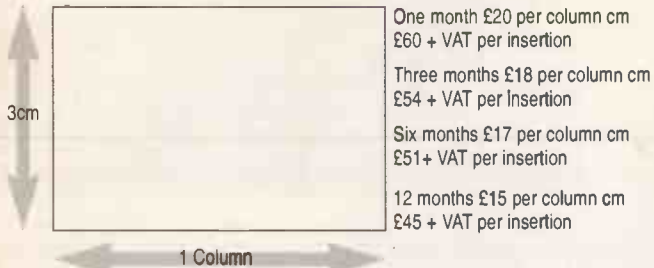 3cm
1 Column
One month £20 per column cm
£60 + VAT per insertion
Three months £18 per column cm
£54 + VAT per Insertion
Six months £17 per column cm
£51+ VAT per insertion
12 months £15 per column cm
£45 + VAT per insertion